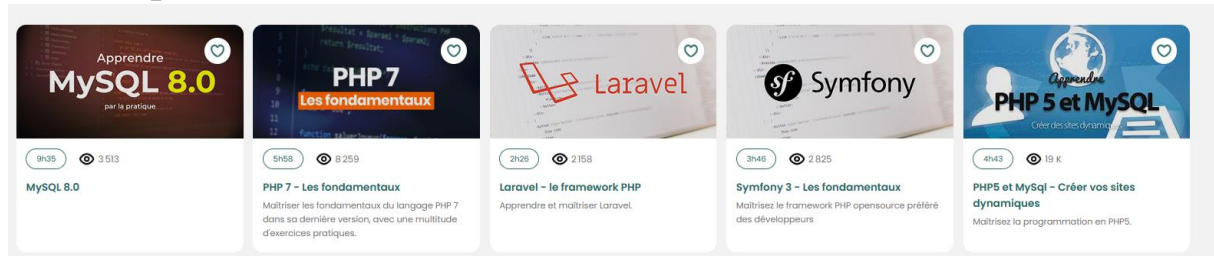 Apprendre
MySQL 8.0
par la pratique
9h35
3 513
MySQL 8.0
PHP 7
Les fondamentaux
5h58
8 259
PHP 7 - Les fondamentaux
Maîtriser les fondamentaux du langage PHP 7
dans sa dernière version, avec une multitude
d'exercices pratiques.
Laravel
2h26
2 158
Laravel - le framework PHP
Apprendre et maîtriser Laravel.
sf Symfony
3h46
2 825
Symfony 3 - Les fondamentaux
Maîtrisez le framework PHP opensource préféré
des développeurs
Apprendre
PHP 5 et MySQL
Créer des sites dynamiques
4h43
19 K
PHP5 et MySql - Créer vos sites
dynamiques
Maîtrisez la programmation en PHP5.